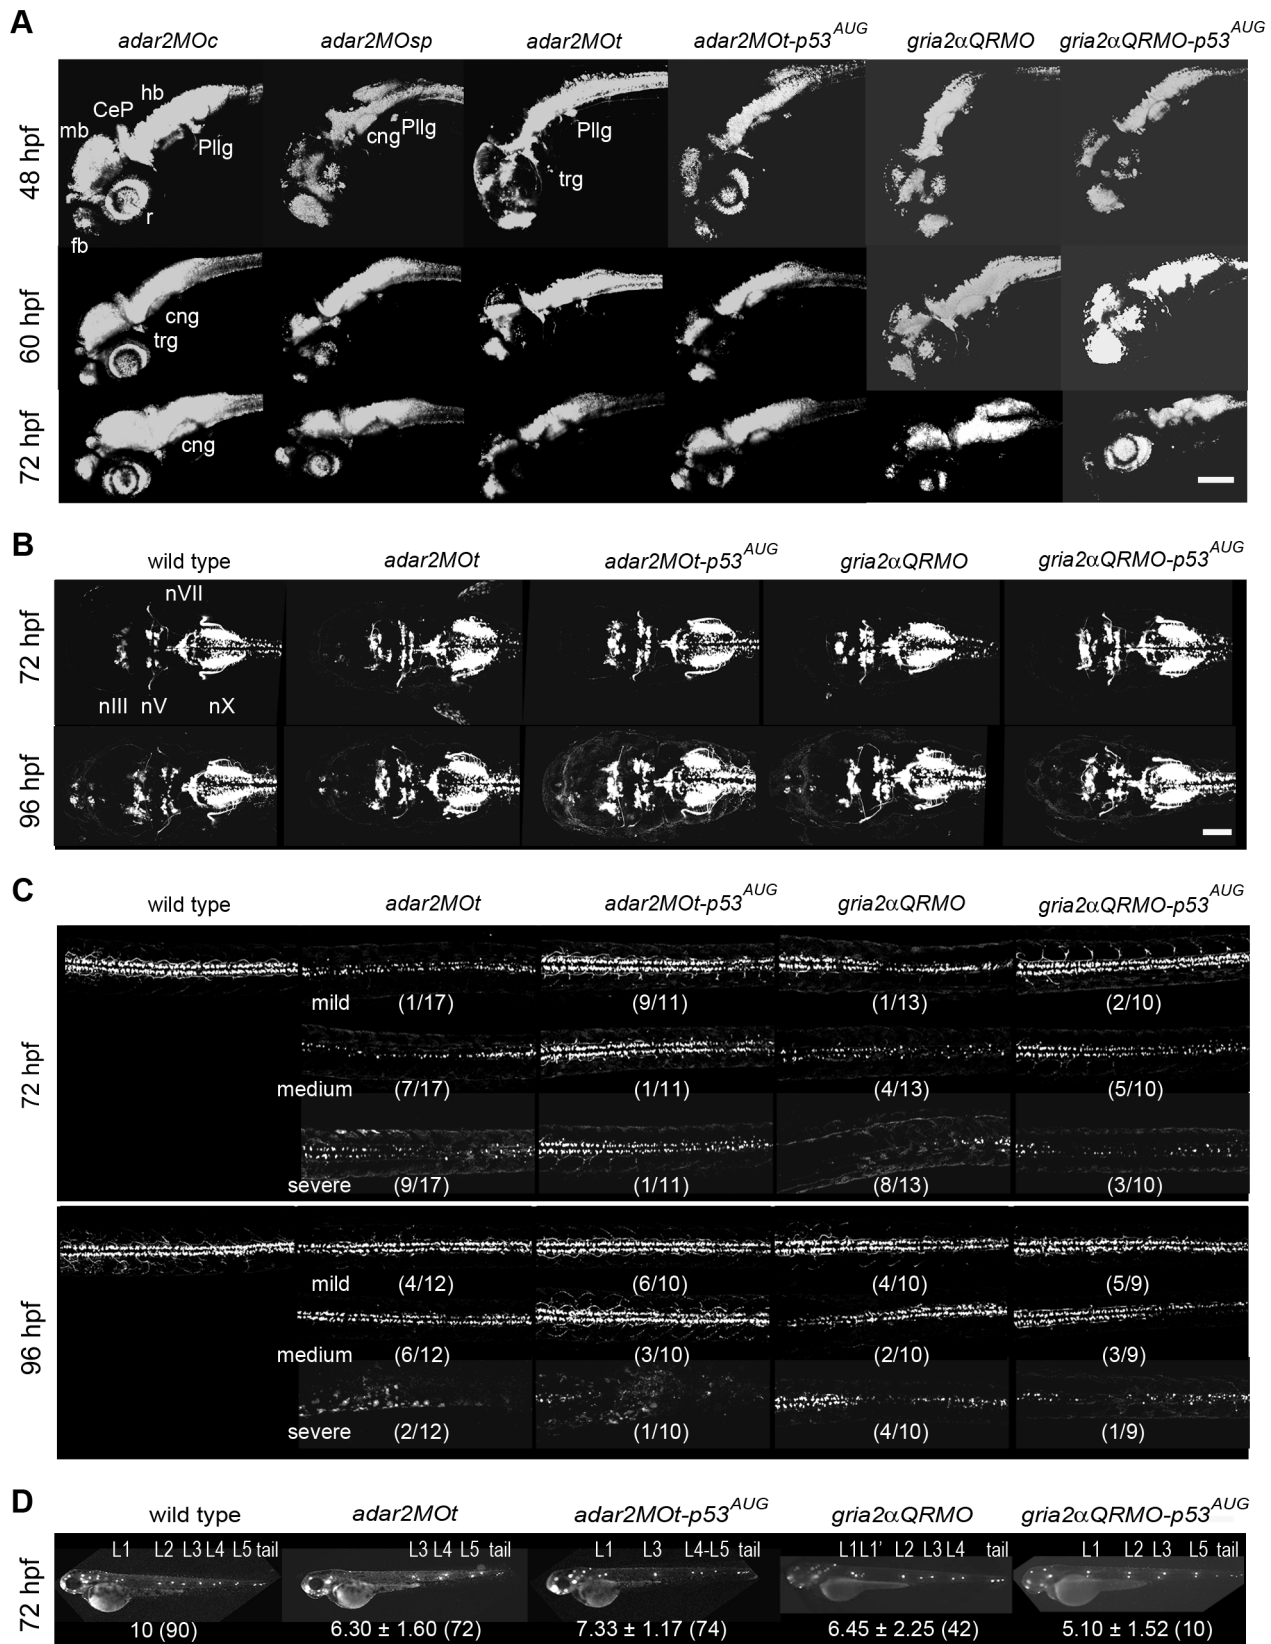 A
adar2MOc adar2MOsp adar2MOt adar2MOt-p53AUG gria2αQRMO gria2αQRMO-p53AUG
48 hpf
mb CeP hb Pllg r fb
cng Pllg
Pllg trg
60 hpf
cng
trg
72 hpf
cng
B
wild type adar2MOt adar2MOt-p53AUG gria2αQRMO gria2αQRMO-p53AUG
72 hpf
nVII
nIII nV nX
96 hpf
C
wild type adar2MOt adar2MOt-p53AUG gria2αQRMO gria2αQRMO-p53AUG
72 hpf
mild (1/17) (9/11) (1/13) (2/10)
medium (7/17) (1/11) (4/13) (5/10)
severe (9/17) (1/11) (8/13) (3/10)
96 hpf
mild (4/12) (6/10) (4/10) (5/9)
medium (6/12) (3/10) (2/10) (3/9)
severe (2/12) (1/10) (4/10) (1/9)
D
wild type adar2MOt adar2MOt-p53AUG gria2αQRMO gria2αQRMO-p53AUG
72 hpf
L1 L2 L3 L4 L5 tail L3 L4 L5 tail L1 L3 L4-L5 tail L1 L1' L2 L3 L4 tail L1 L2 L3 L5 tail
10 (90) 6.30 ± 1.60 (72) 7.33 ± 1.17 (74) 6.45 ± 2.25 (42) 5.10 ± 1.52 (10)